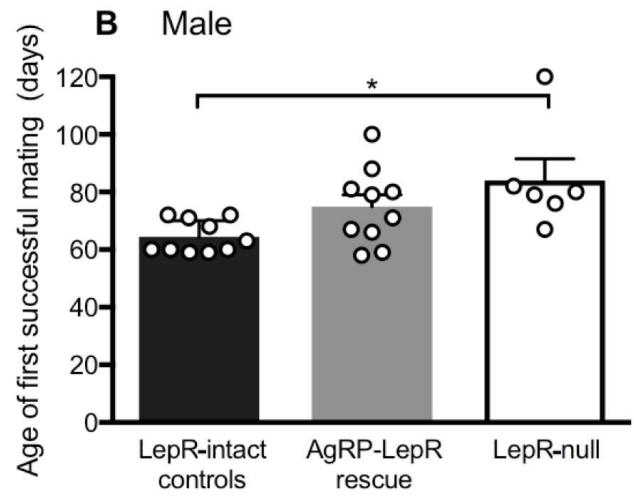 B Male
Age of first successful mating (days)
120
100
80
60
40
20
0
*
LepR-intact
controls
AgRP-LepR
rescue
LepR-null